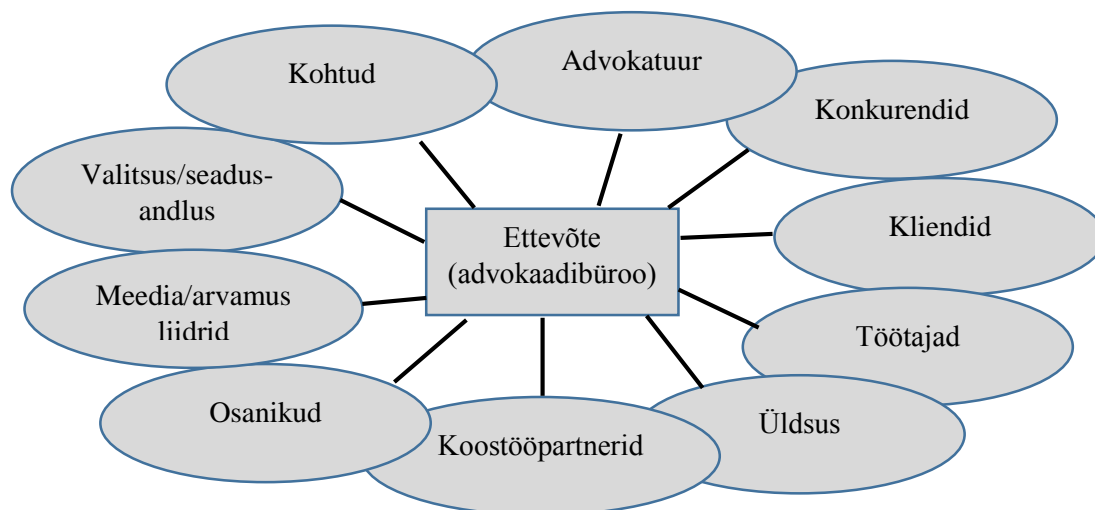 Kohtud
Advokatuur
Konkurendid
Valitsus/seadus-
andlus
Ettevõte
(advokaadibüroo)
Kliendid
Meedia/arvamus
liidrid
Töötajad
Osanikud
Koostööpartnerid
Üldsus